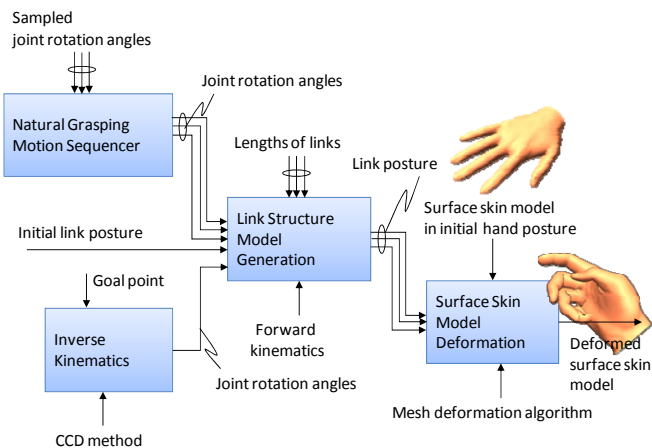 Sampled
joint rotation angles
Joint rotation angles
Natural Grasping
Motion Sequencer
Lengths of links
Link posture
Link Structure
Model
Generation
Surface skin model
in initial hand posture
Initial link posture
Goal point
Inverse
Kinematics
Forward
kinematics
Surface Skin
Model
Deformation
Deformed
surface skin
model
Joint rotation angles
Mesh deformation algorithm
CCD method